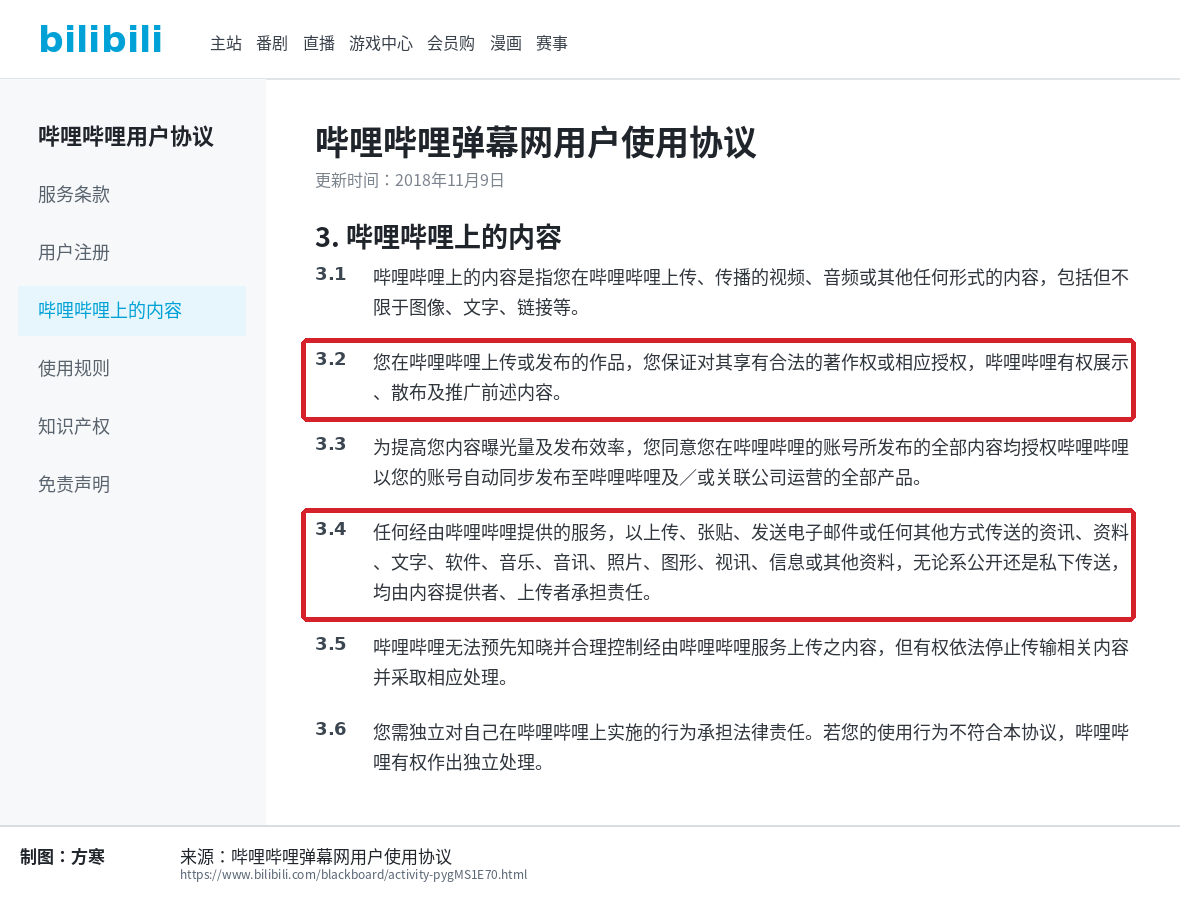 bilibili
主站 番剧 直播 游戏中心 会员购 漫画 赛事
哔哩哔哩用户协议
服务条款
用户注册
哔哩哔哩上的内容
使用规则
知识产权
免责声明
哔哩哔哩弹幕网用户使用协议
更新时间：2018年11月9日
3. 哔哩哔哩上的内容
3.1 哔哩哔哩上的内容是指您在哔哩哔哩上传、传播的视频、音频或其他任何形式的内容，包括但不
限于图像、文字、链接等。
3.2 您在哔哩哔哩上传或发布的作品，您保证对其享有合法的著作权或相应授权，哔哩哔哩有权展示
、散布及推广前述内容。
3.3 为提高您内容曝光量及发布效率，您同意您在哔哩哔哩的账号所发布的全部内容均授权哔哩哔哩
以您的账号自动同步发布至哔哩哔哩及／或关联公司运营的全部产品。
3.4 任何经由哔哩哔哩提供的服务，以上传、张贴、发送电子邮件或任何其他方式传送的资讯、资料
、文字、软件、音乐、音讯、照片、图形、视讯、信息或其他资料，无论系公开还是私下传送，
均由内容提供者、上传者承担责任。
3.5 哔哩哔哩无法预先知晓并合理控制经由哔哩哔哩服务上传之内容，但有权依法停止传输相关内容
并采取相应处理。
3.6 您需独立对自己在哔哩哔哩上实施的行为承担法律责任。若您的使用行为不符合本协议，哔哩哔
哩有权作出独立处理。
制图：方寒
来源：哔哩哔哩弹幕网用户使用协议
https://www.bilibili.com/blackboard/activity-pygMS1E70.html